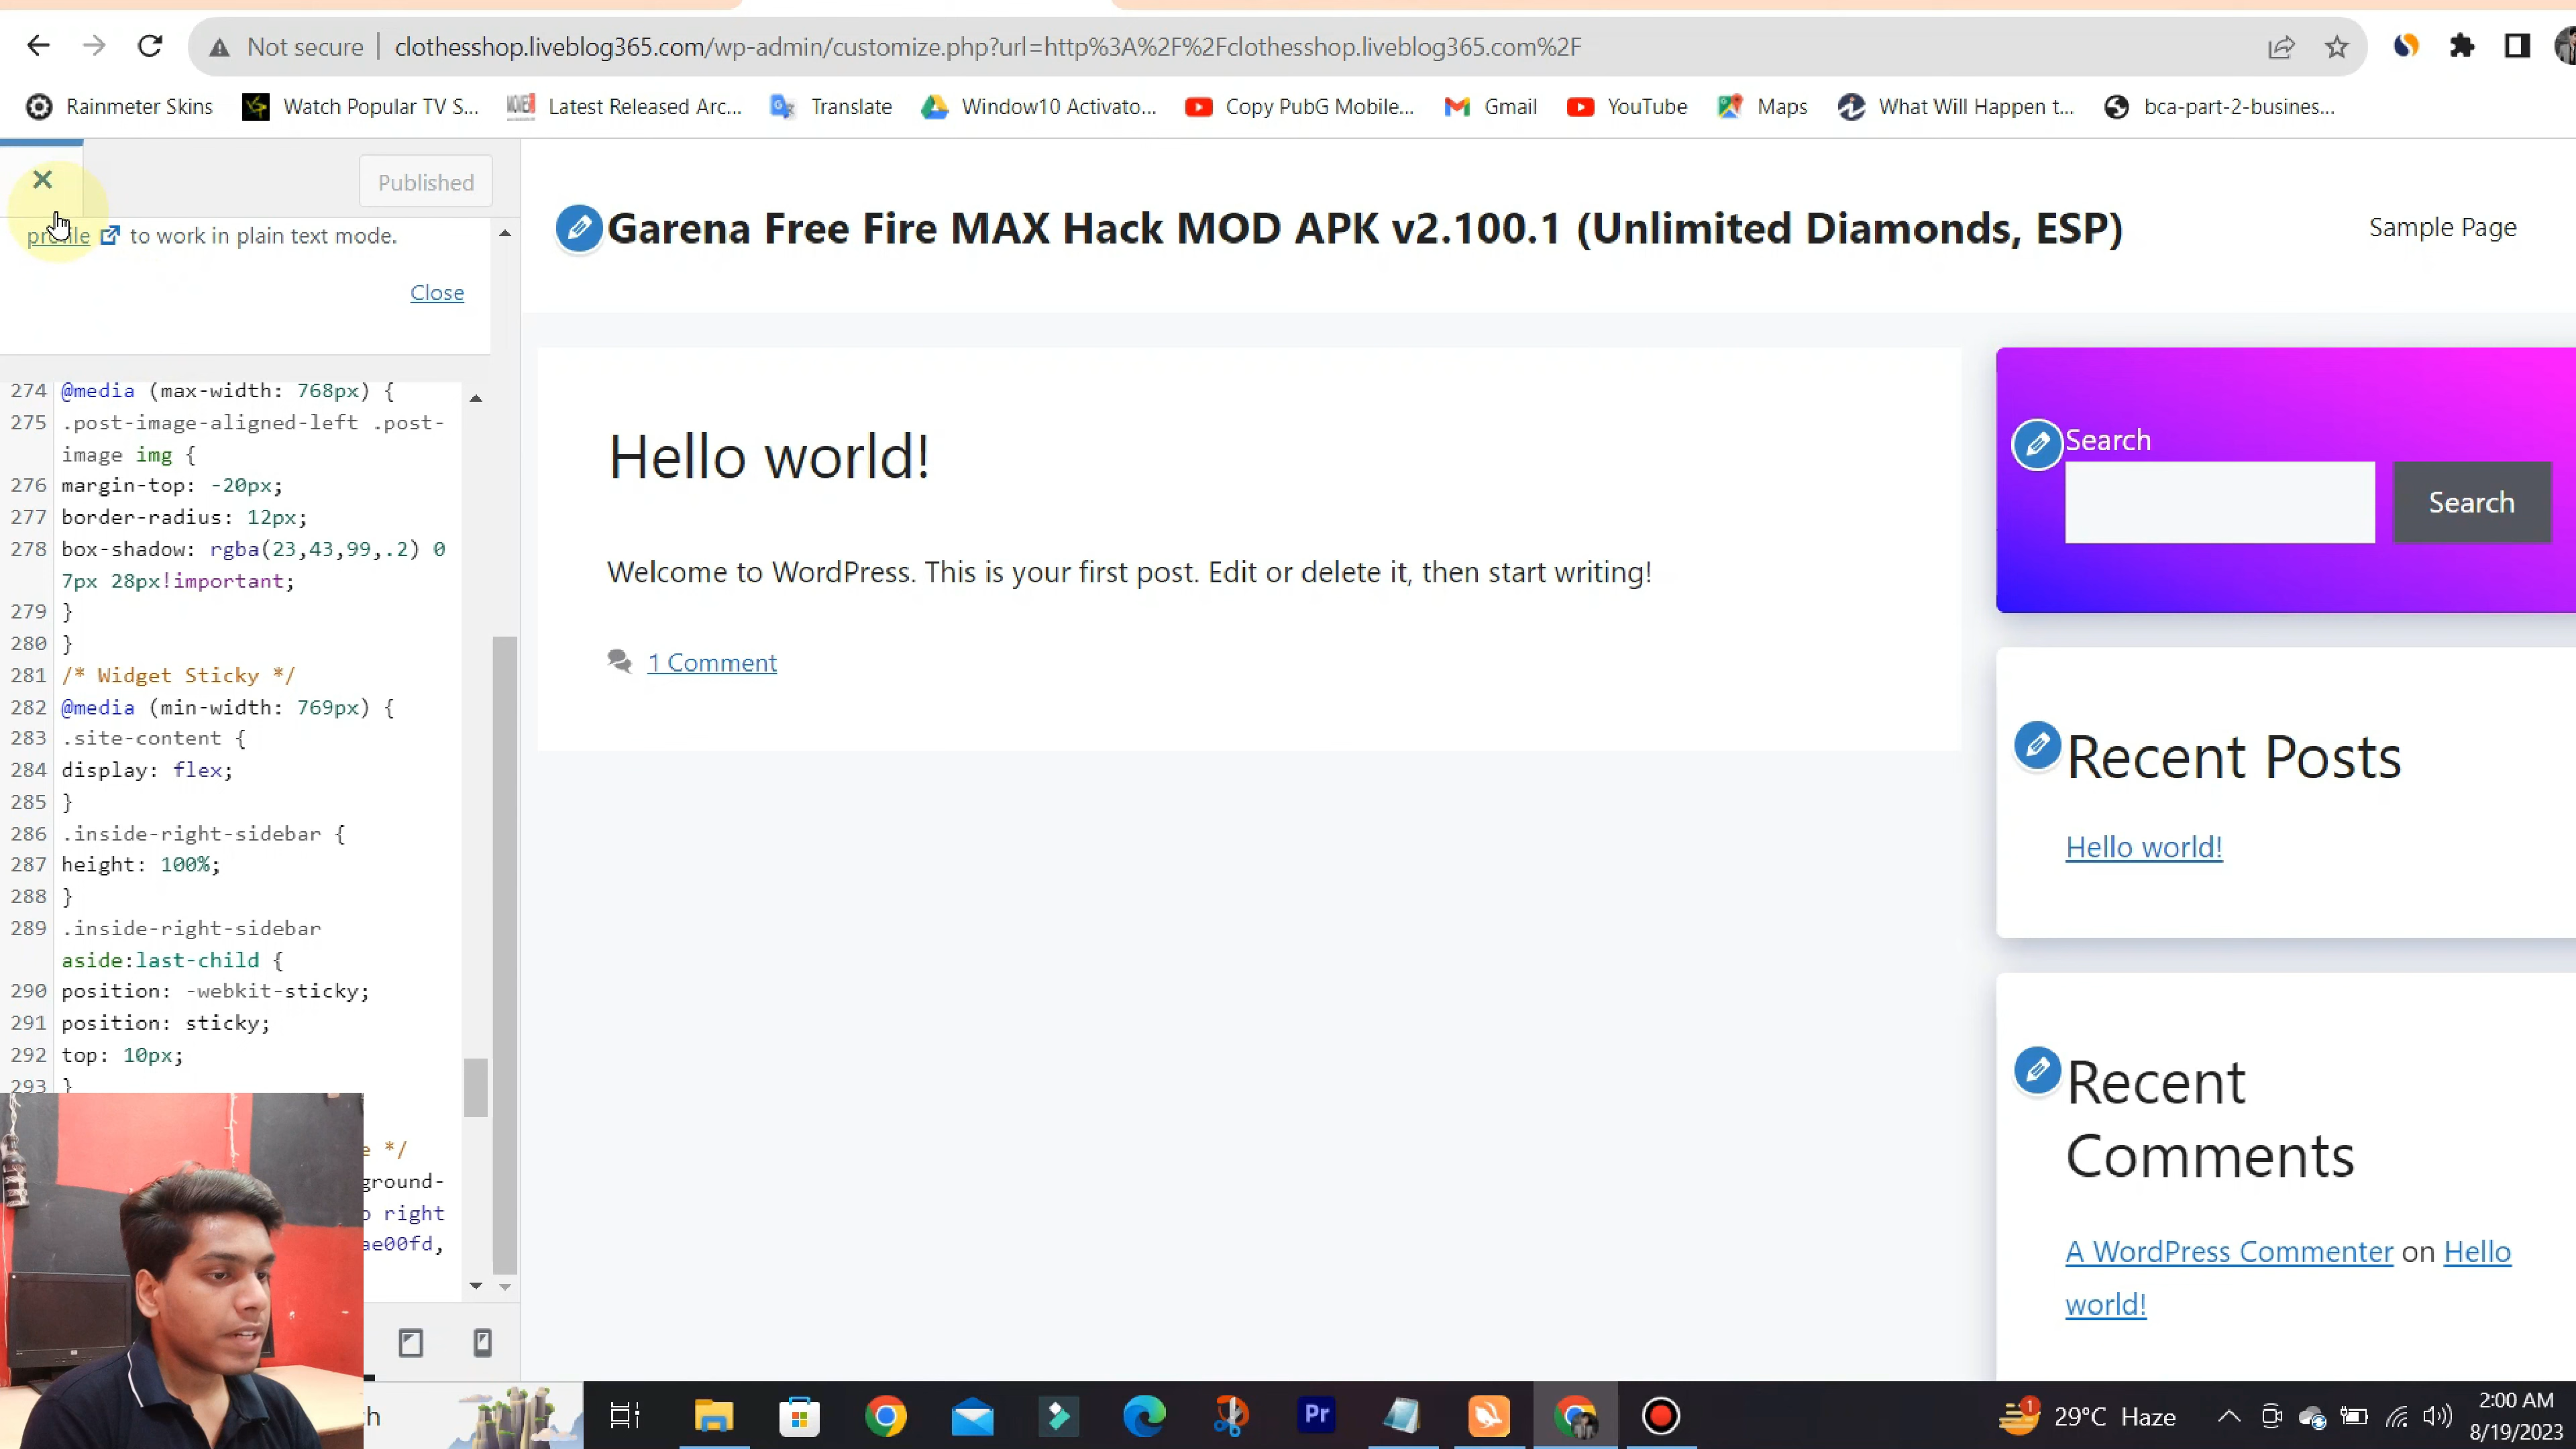 Not secure | clothesshop.liveblog365.com/wp-admin/customize.php?url=http%3A%2F%2Fclothesshop.liveblog365.com%2F
Rainmeter Skins Watch Popular TV S... Latest Released Arc... Translate Window10 Activato... Copy PubG Mobile... Gmail YouTube Maps What Will Happen t... bca-part-2-busines...
Published
profile to work in plain text mode.
Close
274 @media (max-width: 768px) {
275 .post-image-aligned-left .post-
image img {
276 margin-top: -20px;
277 border-radius: 12px;
278 box-shadow: rgba(23,43,99,.2) 0
7px 28px!important;
279 }
280 }
281 /* Widget Sticky */
282 @media (min-width: 769px) {
283 .site-content {
284 display: flex;
285 }
286 .inside-right-sidebar {
287 height: 100%;
288 }
289 .inside-right-sidebar
aside:last-child {
290 position: -webkit-sticky;
291 position: sticky;
292 top: 10px;
293 }
e */
ground-
right
ae00fd,
Garena Free Fire MAX Hack MOD APK v2.100.1 (Unlimited Diamonds, ESP)
Sample Page
Hello world!
Welcome to WordPress. This is your first post. Edit or delete it, then start writing!
1 Comment
Search
Search
Recent Posts
Hello world!
Recent
Comments
A WordPress Commenter on Hello
world!
h
Pr
1
29°C Haze
2:00 AM
8/19/2023